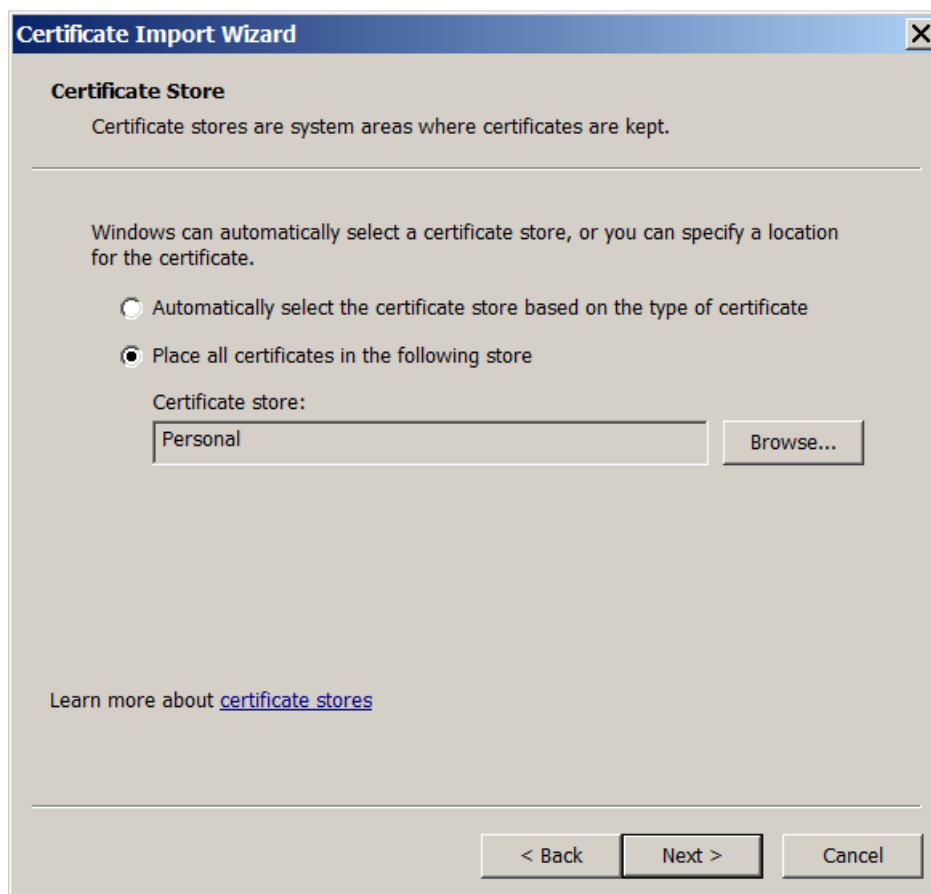 Certificate Import Wizard
Certificate Store
Certificate stores are system areas where certificates are kept.
Windows can automatically select a certificate store, or you can specify a location
for the certificate.
Automatically select the certificate store based on the type of certificate
Place all certificates in the following store
Certificate store:
Personal
Browse...
Learn more about certificate stores
< Back
Next >
Cancel